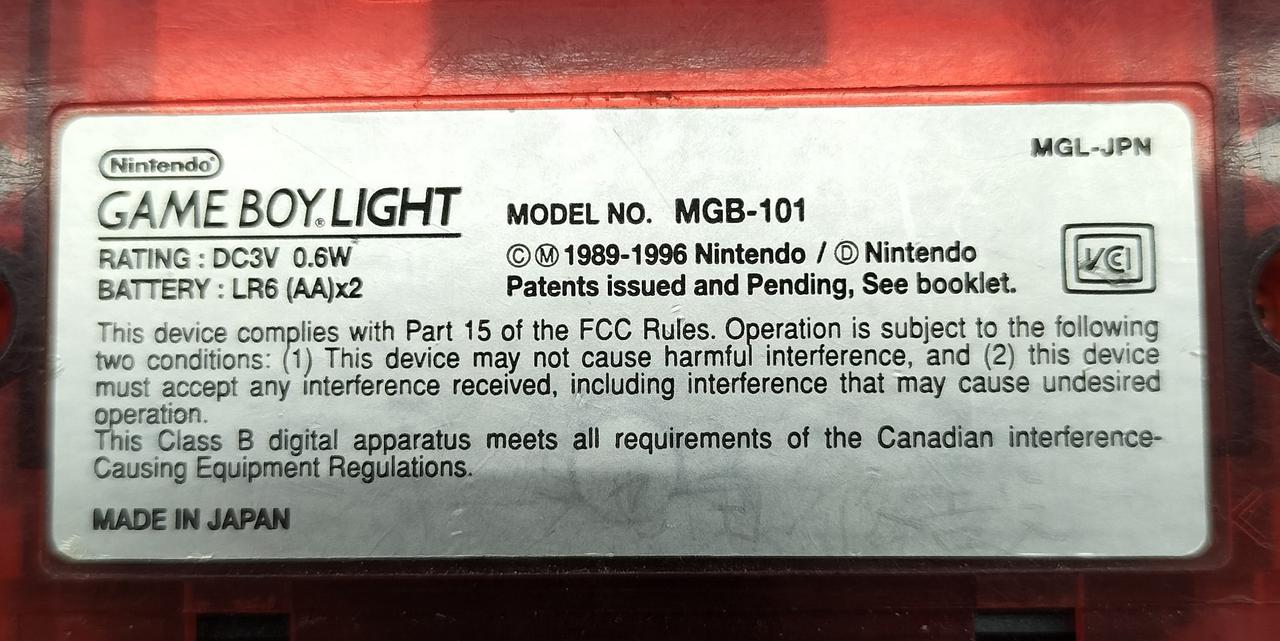 Nintendo®
MGL-JPN
GAME BOY® LIGHT
MODEL NO. MGB-101
RATING : DC3V 0.6W
©Ⓜ1989-1996 Nintendo / Ⓓ Nintendo
VCI
BATTERY : LR6 (AA)x2
Patents issued and Pending, See booklet.
This device complies with Part 15 of the FCC Rules. Operation is subject to the following
two conditions: (1) This device may not cause harmful interference, and (2) this device
must accept any interference received, including interference that may cause undesired
operation.
This Class B digital apparatus meets all requirements of the Canadian interference-
Causing Equipment Regulations.
MADE IN JAPAN